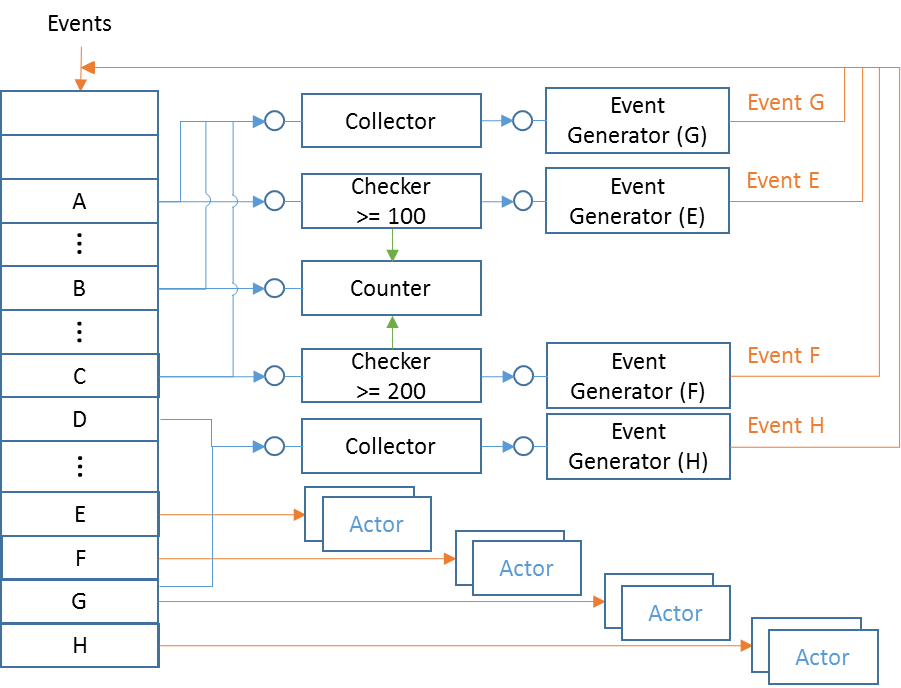 Events
Collector
Event
Generator (G)
Event G
A
Checker
>= 100
Event
Generator (E)
Event E
⋮
B
Counter
⋮
C
Checker
>= 200
Event
Generator (F)
Event F
D
Collector
Event
Generator (H)
Event H
⋮
E
Actor
F
Actor
G
Actor
H
Actor